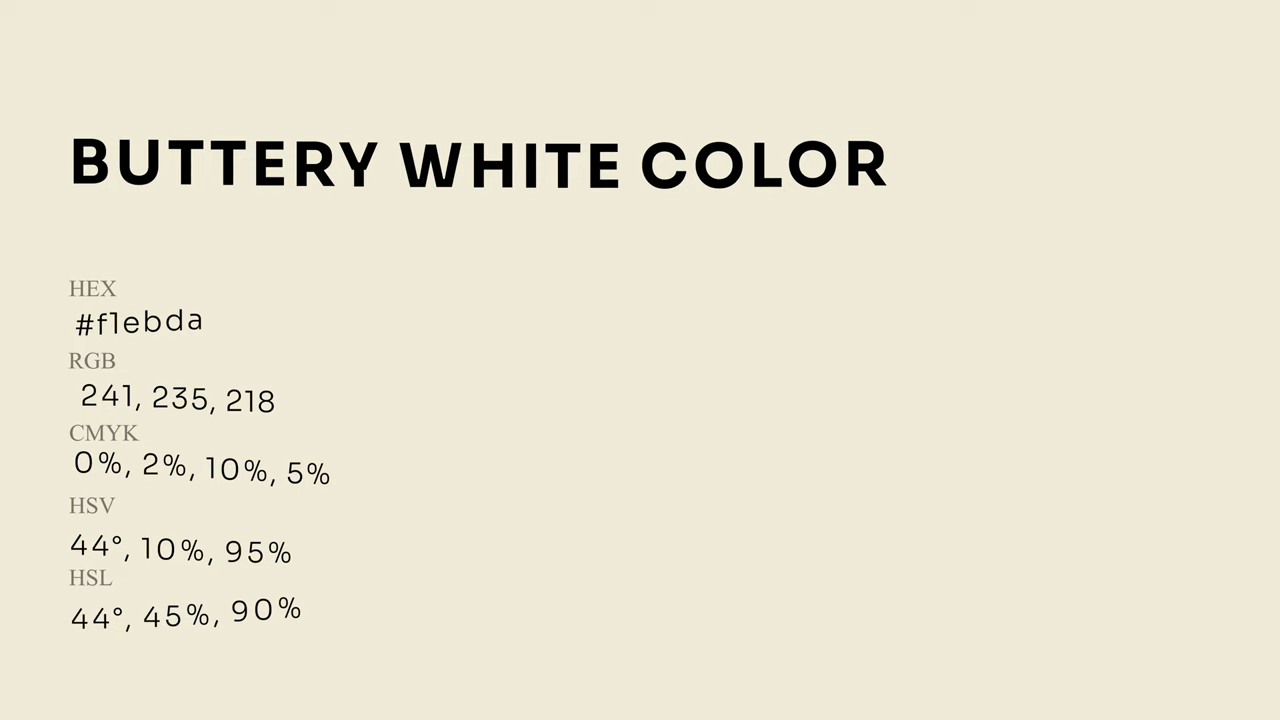 BUTTERY WHITE COLOR
HEX
#f1ebda
RGB
241, 235, 218
CMYK
0%, 2%, 10%, 5%
HSV
44°, 10%, 95%
HSL
44°, 45%, 90%